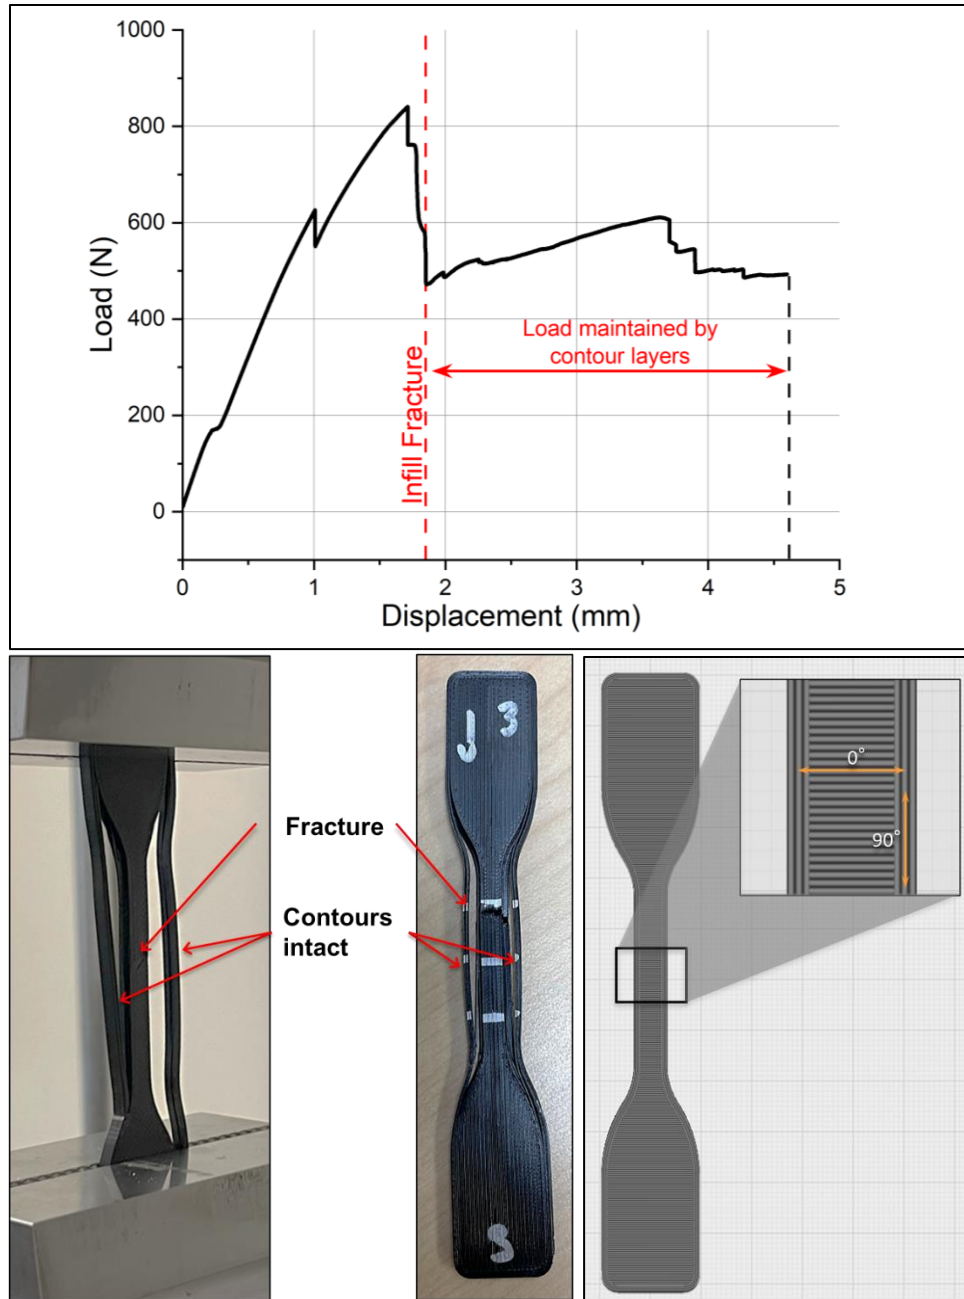 1000
800
600
400
200
0
Load (N)
Infill Fracture
Load maintained by
contour layers
0 1 2 3 4 5
Displacement (mm)
J 3
Fracture
Contours
intact
8
0°
90°